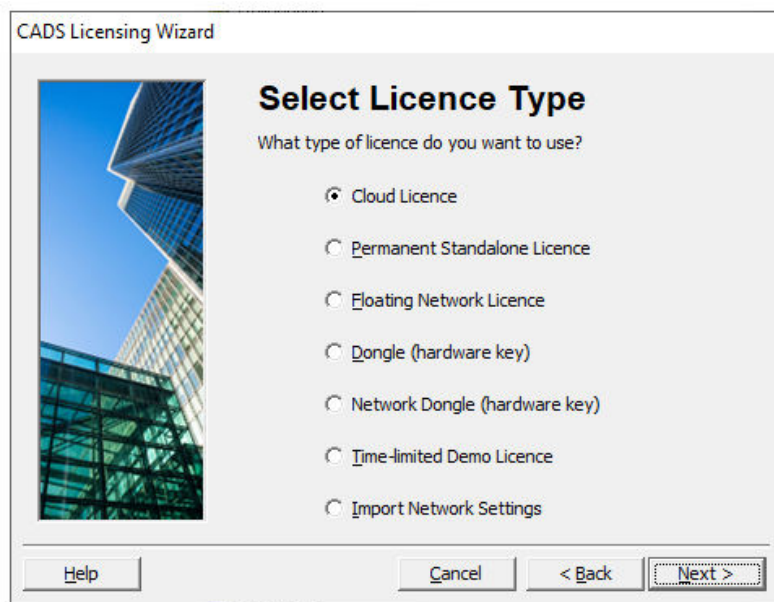 CADS Licensing Wizard
Select Licence Type
What type of licence do you want to use?
Cloud Licence
Permanent Standalone Licence
Floating Network Licence
Dongle (hardware key)
Network Dongle (hardware key)
Time-limited Demo Licence
Import Network Settings
Help
Cancel
< Back
Next >